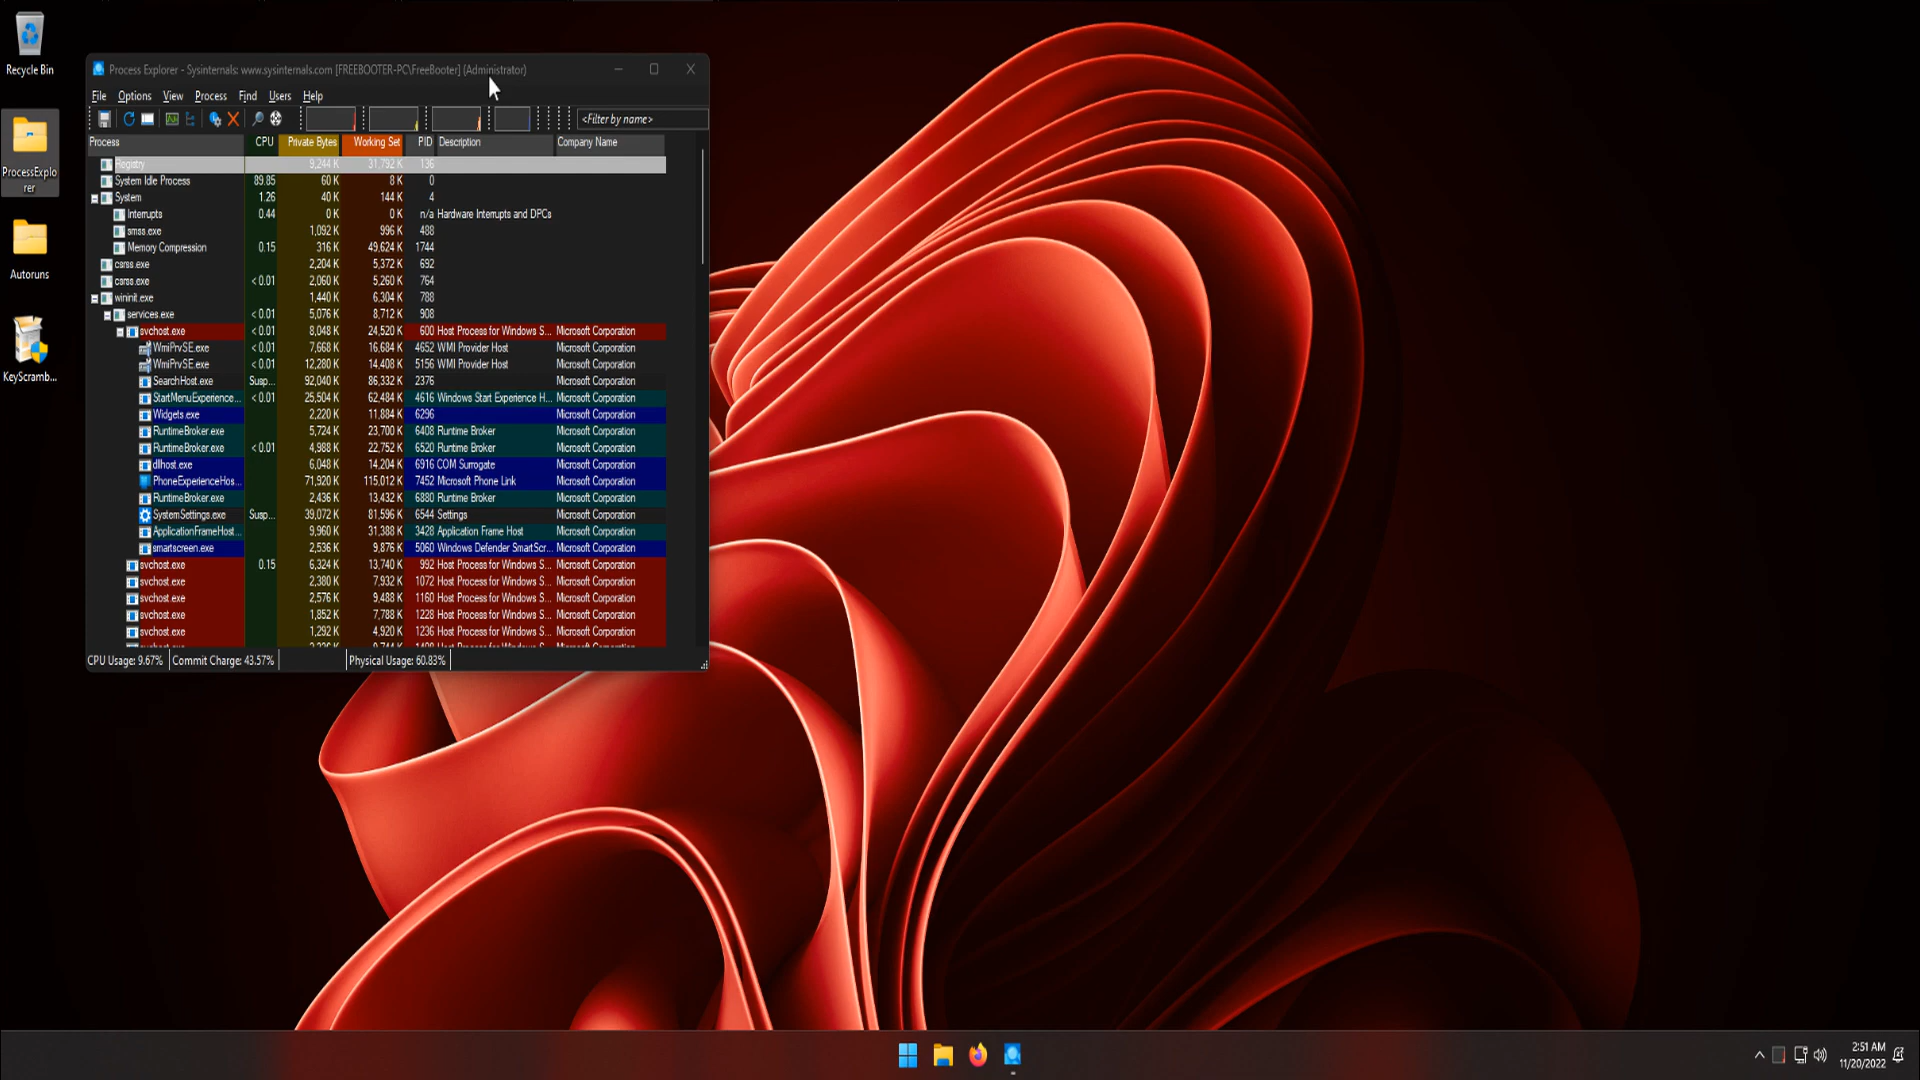 Recycle Bin
ProcessExplo
rer
Autoruns
KeyScramb...
Process Explorer - Sysinternals: www.sysinternals.com [FREEBOOTER-PC\FreeBooter] (Administrator)
File Options View Process Find Users Help
<Filter by name>
Process CPU Private Bytes Working Set PID Description Company Name
Registry 9,244 K 31,792 K 136
System Idle Process 89.85 60 K 8 K 0
System 1.26 40 K 144 K 4
Interrupts 0.44 0 K 0 K n/a Hardware Interrupts and DPCs
smss.exe 1,092 K 996 K 488
Memory Compression 0.15 316 K 49,624 K 1744
csrss.exe 2,204 K 5,372 K 692
csrss.exe < 0.01 2,060 K 5,260 K 764
wininit.exe 1,440 K 6,304 K 788
services.exe < 0.01 5,076 K 8,712 K 908
svchost.exe < 0.01 8,048 K 24,520 K 600 Host Process for Windows S... Microsoft Corporation
WmiPrvSE.exe < 0.01 7,668 K 16,684 K 4652 WMI Provider Host Microsoft Corporation
WmiPrvSE.exe < 0.01 12,280 K 14,408 K 5156 WMI Provider Host Microsoft Corporation
SearchHost.exe Susp... 92,040 K 86,332 K 2376 Microsoft Corporation
StartMenuExperience... < 0.01 25,504 K 62,484 K 4616 Windows Start Experience H... Microsoft Corporation
Widgets.exe 2,220 K 11,884 K 6296 Microsoft Corporation
RuntimeBroker.exe 5,724 K 23,700 K 6408 Runtime Broker Microsoft Corporation
RuntimeBroker.exe < 0.01 4,988 K 22,752 K 6520 Runtime Broker Microsoft Corporation
dllhost.exe 6,048 K 14,204 K 6916 COM Surrogate Microsoft Corporation
PhoneExperienceHos... 71,920 K 115,012 K 7452 Microsoft Phone Link Microsoft Corporation
RuntimeBroker.exe 2,436 K 13,432 K 6880 Runtime Broker Microsoft Corporation
SystemSettings.exe Susp... 39,072 K 81,596 K 6544 Settings Microsoft Corporation
ApplicationFrameHost... 9,960 K 31,388 K 3428 Application Frame Host Microsoft Corporation
smartscreen.exe 2,536 K 9,876 K 5060 Windows Defender SmartScr... Microsoft Corporation
svchost.exe 0.15 6,324 K 13,740 K 992 Host Process for Windows S... Microsoft Corporation
svchost.exe 2,380 K 7,932 K 1072 Host Process for Windows S... Microsoft Corporation
svchost.exe 2,576 K 9,488 K 1160 Host Process for Windows S... Microsoft Corporation
svchost.exe 1,852 K 7,788 K 1228 Host Process for Windows S... Microsoft Corporation
svchost.exe 1,292 K 4,920 K 1236 Host Process for Windows S... Microsoft Corporation
CPU Usage: 9.67% Commit Charge: 43.57% Physical Usage: 60.83%
2:51 AM
11/20/2022